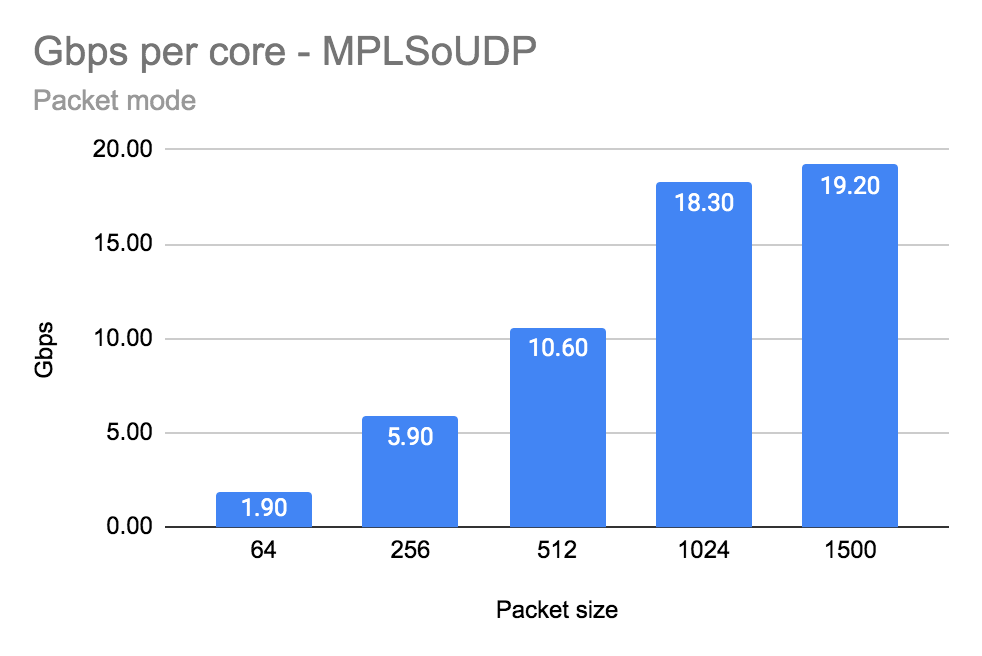 Gbps per core - MPLSoUDP
Packet mode
20.00
15.00
10.00
5.00
0.00
Gbps
1.90
5.90
10.60
18.30
19.20
64 256 512 1024 1500
Packet size